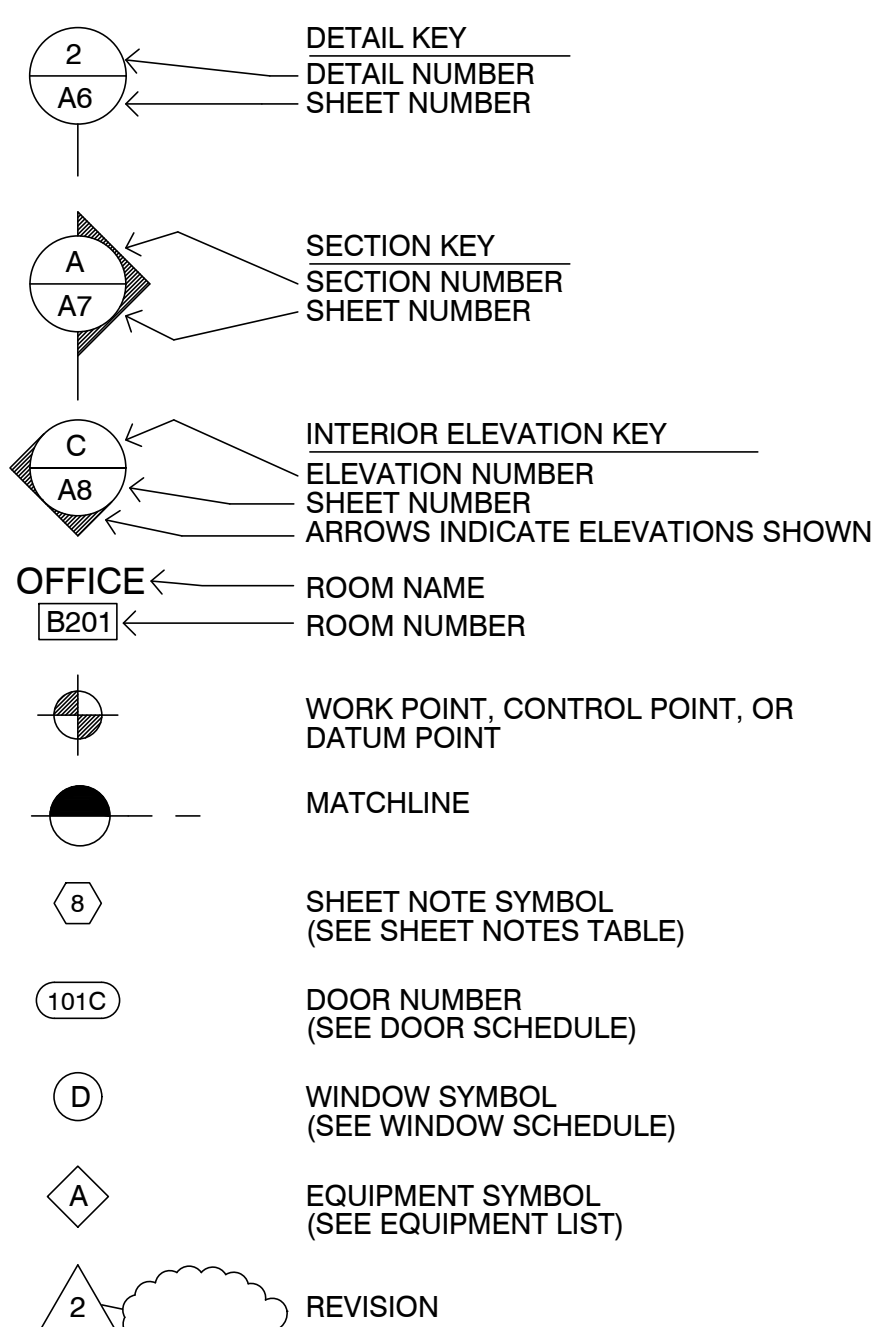 2
DETAIL KEY
DETAIL NUMBER
A6
SHEET NUMBER
A
SECTION KEY
SECTION NUMBER
A7
SHEET NUMBER
C
INTERIOR ELEVATION KEY
ELEVATION NUMBER
A8
SHEET NUMBER
ARROWS INDICATE ELEVATIONS SHOWN
OFFICE
ROOM NAME
B201
ROOM NUMBER
WORK POINT, CONTROL POINT, OR
DATUM POINT
MATCHLINE
8
SHEET NOTE SYMBOL
(SEE SHEET NOTES TABLE)
101C
DOOR NUMBER
(SEE DOOR SCHEDULE)
D
WINDOW SYMBOL
(SEE WINDOW SCHEDULE)
A
EQUIPMENT SYMBOL
(SEE EQUIPMENT LIST)
2
REVISION